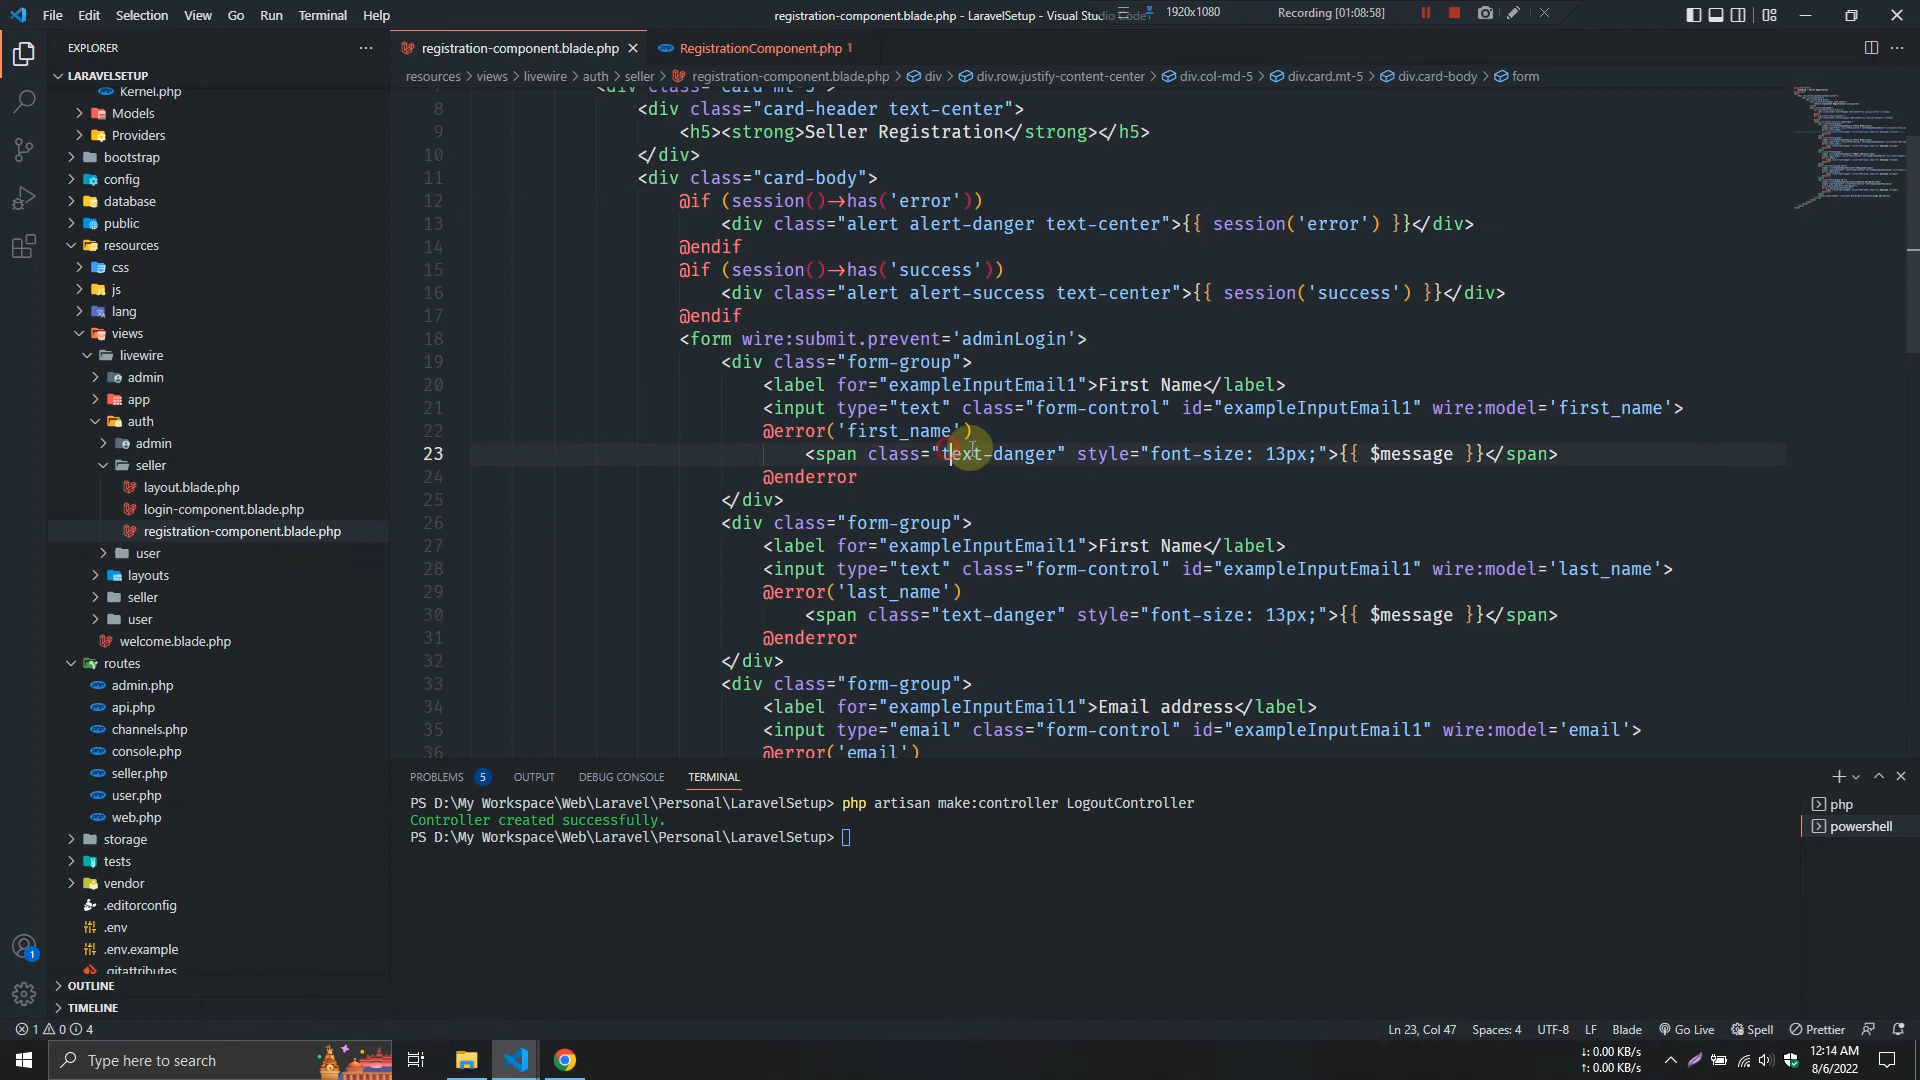 File Edit Selection View Go Run Terminal Help
registration-component.blade.php - LaravelSetup - Visual Studio Code
1920x1080
Recording [01:08:58]
EXPLORER
registration-component.blade.php
RegistrationComponent.php 1
LARAVELSETUP
resources > views > livewire > auth > seller > registration-component.blade.php > div > div.row.justify-content-center > div.col-md-5 > div.card.mt-5 > div.card-body > form
Kernel.php
Models
Providers
bootstrap
config
database
public
resources
css
js
lang
views
livewire
admin
app
auth
admin
seller
layout.blade.php
login-component.blade.php
registration-component.blade.php
user
layouts
seller
user
welcome.blade.php
routes
admin.php
api.php
channels.php
console.php
seller.php
user.php
web.php
storage
tests
vendor
.editorconfig
.env
.env.example
.gitattributes
OUTLINE
TIMELINE
7 <div class="card mt-5">
8 <div class="card-header text-center">
9 <h5><strong>Seller Registration</strong></h5>
10 </div>
11 <div class="card-body">
12 @if (session()->has('error'))
13 <div class="alert alert-danger text-center">{{ session('error') }}</div>
14 @endif
15 @if (session()->has('success'))
16 <div class="alert alert-success text-center">{{ session('success') }}</div>
17 @endif
18 <form wire:submit.prevent='adminLogin'>
19 <div class="form-group">
20 <label for="exampleInputEmail1">First Name</label>
21 <input type="text" class="form-control" id="exampleInputEmail1" wire:model='first_name'>
22 @error('first_name')
23 <span class="text-danger" style="font-size: 13px;">{{ $message }}</span>
24 @enderror
25 </div>
26 <div class="form-group">
27 <label for="exampleInputEmail1">First Name</label>
28 <input type="text" class="form-control" id="exampleInputEmail1" wire:model='last_name'>
29 @error('last_name')
30 <span class="text-danger" style="font-size: 13px;">{{ $message }}</span>
31 @enderror
32 </div>
33 <div class="form-group">
34 <label for="exampleInputEmail1">Email address</label>
35 <input type="email" class="form-control" id="exampleInputEmail1" wire:model='email'>
36 @error('email')
PROBLEMS 5 OUTPUT DEBUG CONSOLE TERMINAL
PS D:\My Workspace\Web\Laravel\Personal\LaravelSetup> php artisan make:controller LogoutController
Controller created successfully.
PS D:\My Workspace\Web\Laravel\Personal\LaravelSetup>
php
powershell
1
1 0 4
Ln 23, Col 47 Spaces: 4 UTF-8 LF Blade Go Live Spell Prettier
Type here to search
↓: 0.00 KB/s
↑: 0.00 KB/s
12:14 AM
8/6/2022